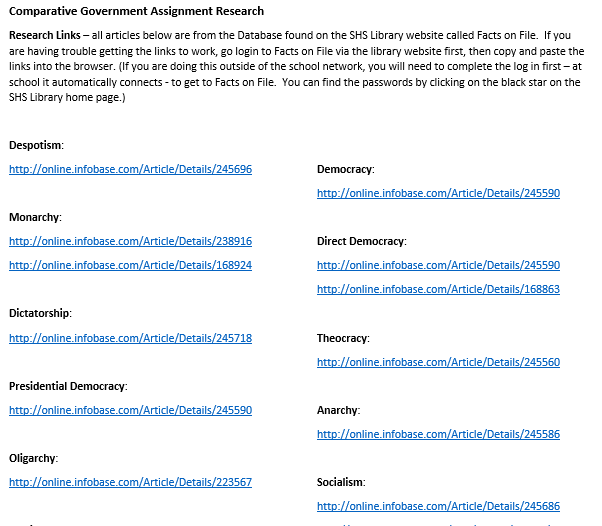 Comparative Government Assignment Research
Research Links – all articles below are from the Database found on the SHS Library website called Facts on File.  If you
are having trouble getting the links to work, go login to Facts on File via the library website first, then copy and paste the
links into the browser. (If you are doing this outside of the school network, you will need to complete the log in first – at
school it automatically connects - to get to Facts on File.  You can find the passwords by clicking on the black star on the
SHS Library home page.)
Despotism:
http://online.infobase.com/Article/Details/245696
Monarchy:
http://online.infobase.com/Article/Details/238916
http://online.infobase.com/Article/Details/168924
Dictatorship:
http://online.infobase.com/Article/Details/245718
Presidential Democracy:
http://online.infobase.com/Article/Details/245590
Oligarchy:
http://online.infobase.com/Article/Details/223567
Democracy:
http://online.infobase.com/Article/Details/245590
Direct Democracy:
http://online.infobase.com/Article/Details/245590
http://online.infobase.com/Article/Details/168863
Theocracy:
http://online.infobase.com/Article/Details/245560
Anarchy:
http://online.infobase.com/Article/Details/245586
Socialism:
http://online.infobase.com/Article/Details/245686